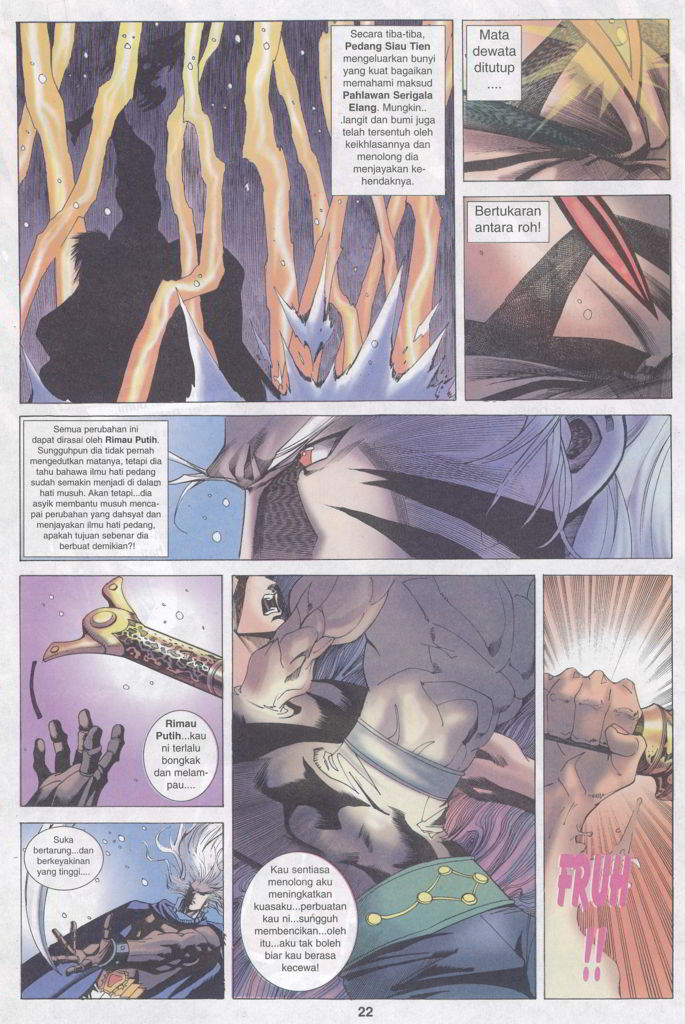 Secara tiba-tiba,
Pedang Siau Tien
mengeluarkan bunyi
yang kuat bagaikan
memahami maksud
Pahlawan Serigala
Elang. Mungkin..
.langit dan bumi juga
telah tersentuh oleh
keikhlasannya dan
menolong dia
menjayakan ke-
hendaknya.
Mata
dewata
ditutup
....
Bertukaran
antara roh!
Semua perubahan ini
dapat dirasai oleh Rimau Putih.
Sungguhpun dia tidak pernah
mengedutkan matanya, tetapi dia
tahu bahawa ilmu hati pedang
sudah semakin menjadi di dalam
hati musuh. Akan tetapi...dia
asyik membantu musuh menca-
pai perubahan yang dahsyat dan
menjayakan ilmu hati pedang,
apakah tujuan sebenar dia
berbuat demikian?!
Rimau
Putih...kau
ni terlalu
bongkak
dan melam-
pau....
Suka
bertarung...dan
berkeyakinan
yang tinggi....
Kau sentiasa
menolong aku
meningkatkan
kuasaku...perbuatan
kau ni...sungguh
membencikan...oleh
itu...aku tak boleh
biar kau berasa
kecewa!
FRUH
!!
22